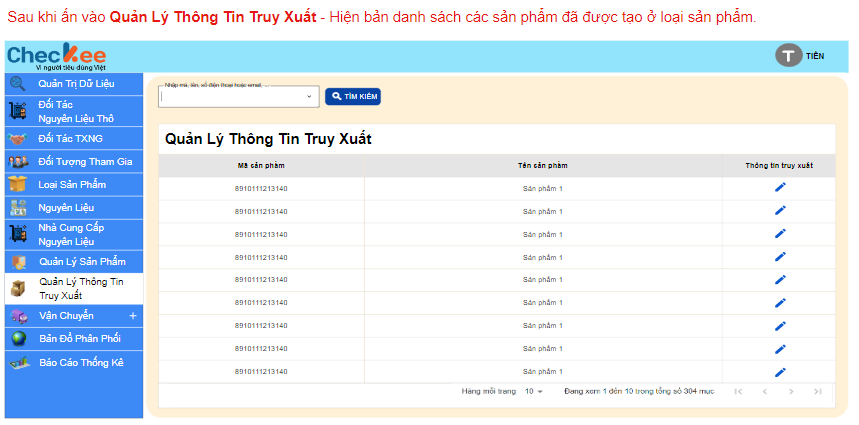 Sau khi ấn vào Quản Lý Thông Tin Truy Xuất - Hiện bản danh sách các sản phẩm đã được tạo ở loại sản phẩm.
Checkee
Vì người tiêu dùng Việt
T TIÊN
Quản Trị Dữ Liệu
Đối Tác
Nguyên Liệu Thô
Đối Tác TXNG
Đối Tượng Tham Gia
Loại Sản Phẩm
Nguyên Liệu
Nhà Cung Cấp
Nguyên Liệu
Quản Lý Sản Phẩm
Quản Lý Thông Tin
Truy Xuất
Vận Chuyển +
Bản Đồ Phân Phối
Báo Cáo Thống Kê
Nhập mã, tên, số điện thoại hoặc email, ...
TÌM KIẾM
Quản Lý Thông Tin Truy Xuất
Mã sản phẩm Tên sản phẩm Thông tin truy xuất
8910111213140 Sản phẩm 1
8910111213140 Sản phẩm 1
8910111213140 Sản phẩm 1
8910111213140 Sản phẩm 1
8910111213140 Sản phẩm 1
8910111213140 Sản phẩm 1
8910111213140 Sản phẩm 1
8910111213140 Sản phẩm 1
8910111213140 Sản phẩm 1
Hàng mỗi trang 10 Đang xem 1 đến 10 trong tổng số 304 mục